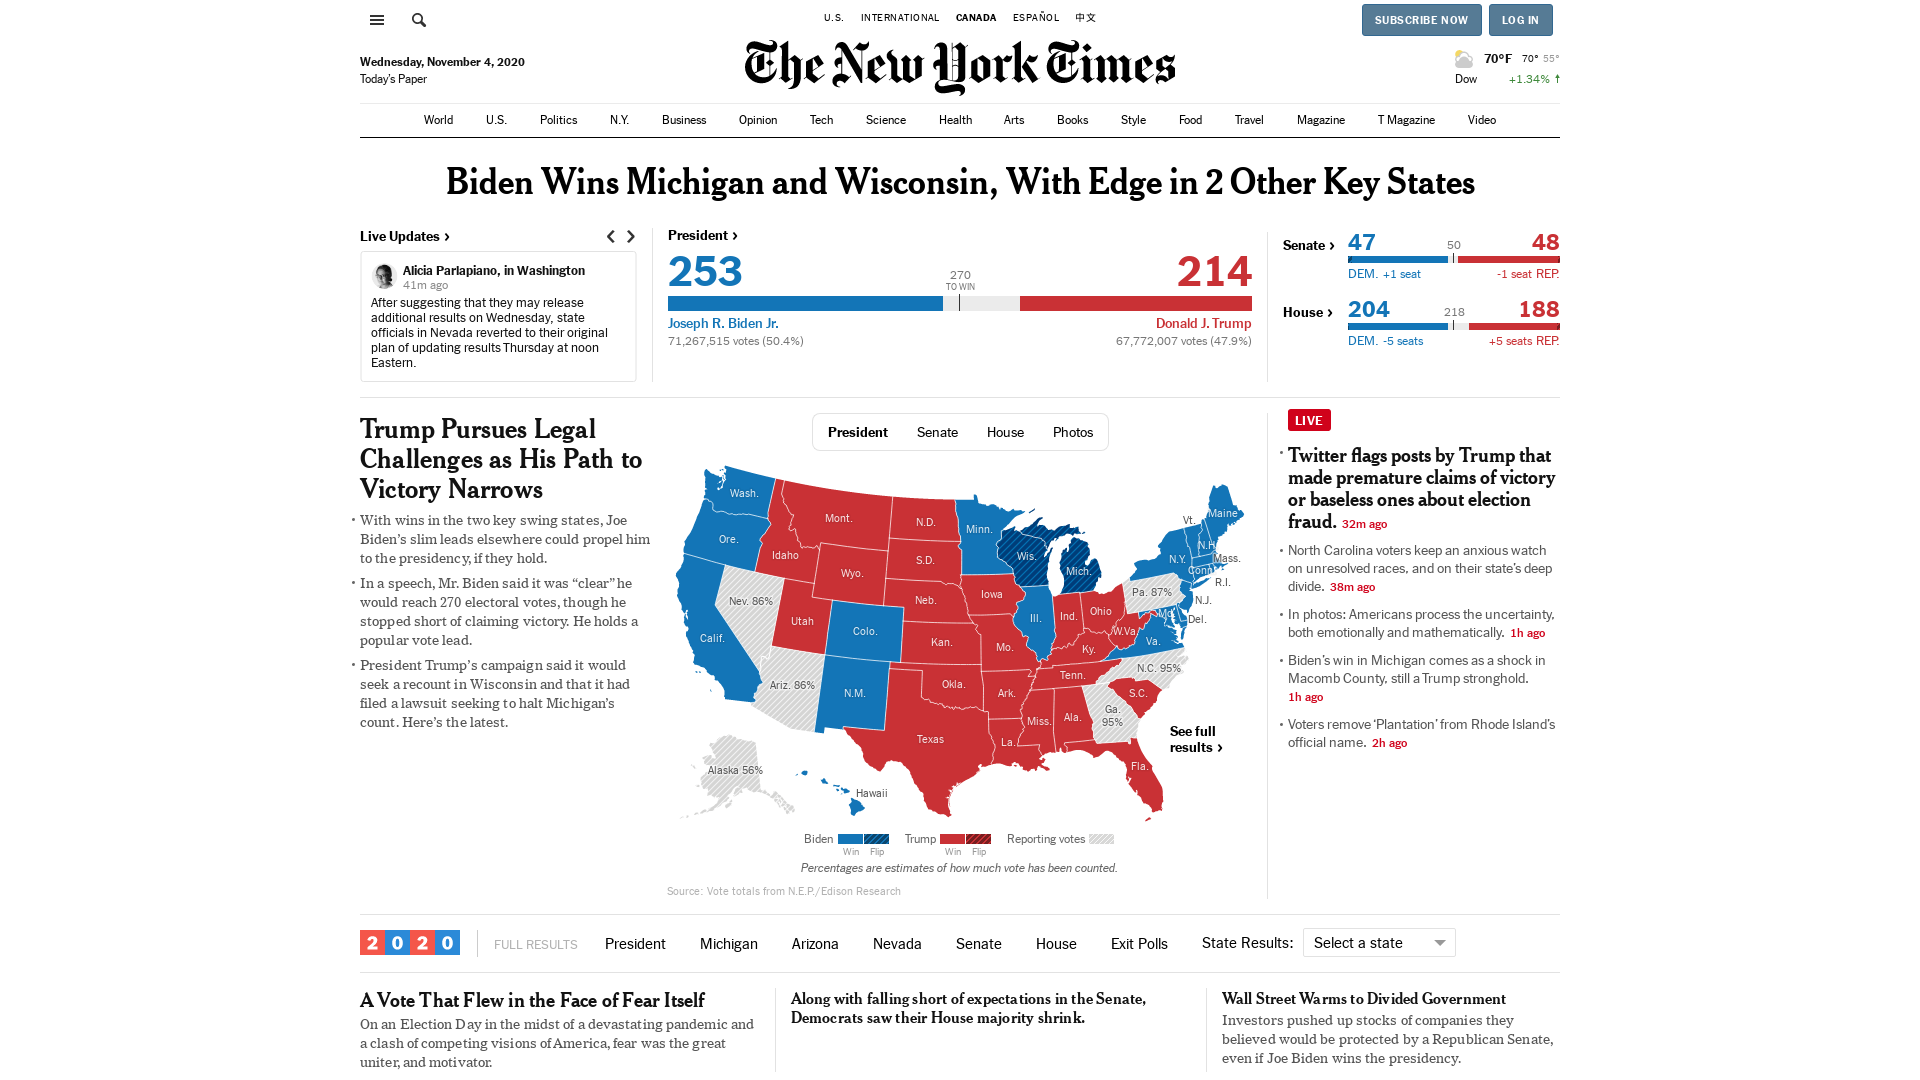 U.S. INTERNATIONAL CANADA ESPAÑOL 中文
SUBSCRIBE NOW LOG IN
Wednesday, November 4, 2020
Today's Paper
The New York Times
70°F 70° 55°
Dow +1.34% ↑
World U.S. Politics N.Y. Business Opinion Tech Science Health Arts Books Style Food Travel Magazine T Magazine Video
Biden Wins Michigan and Wisconsin, With Edge in 2 Other Key States
Live Updates ›
Alicia Parlapiano, in Washington
41m ago
After suggesting that they may release
additional results on Wednesday, state
officials in Nevada reverted to their original
plan of updating results Thursday at noon
Eastern.
President ›
253
270
TO WIN
214
Joseph R. Biden Jr.
Donald J. Trump
71,267,515 votes (50.4%)
67,772,007 votes (47.9%)
Senate ›
47 50 48
DEM. +1 seat -1 seat REP.
House ›
204 218 188
DEM. -5 seats +5 seats REP.
Trump Pursues Legal
Challenges as His Path to
Victory Narrows
• With wins in the two key swing states, Joe
Biden's slim leads elsewhere could propel him
to the presidency, if they hold.
• In a speech, Mr. Biden said it was “clear” he
would reach 270 electoral votes, though he
stopped short of claiming victory. He holds a
popular vote lead.
• President Trump's campaign said it would
seek a recount in Wisconsin and that it had
filed a lawsuit seeking to halt Michigan's
count. Here's the latest.
President Senate House Photos
Wash.
Ore.
Calif.
Idaho
Nev. 86%
Mont.
Wyo.
Utah
Ariz. 86%
Colo.
N.M.
N.D.
S.D.
Neb.
Kan.
Okla.
Texas
Minn.
Iowa
Mo.
Ark.
La.
Wis.
Ill.
Mich.
Ind.
Ohio
Ky.
Tenn.
Miss.
Ala.
Ga.
95%
Fla.
S.C.
N.C. 95%
Va.
W.Va.
Md.
Del.
Pa. 87%
N.J.
N.Y.
Conn.
R.I.
Mass.
Vt.
N.H.
Maine
Alaska 56%
Hawaii
See full
results ›
Biden Trump Reporting votes
Win Flip Win Flip
Percentages are estimates of how much vote has been counted.
Source: Vote totals from N.E.P./Edison Research
LIVE
• Twitter flags posts by Trump that
made premature claims of victory
or baseless ones about election
fraud. 32m ago
• North Carolina voters keep an anxious watch
on unresolved races, and on their state's deep
divide. 38m ago
• In photos: Americans process the uncertainty,
both emotionally and mathematically. 1h ago
• Biden's win in Michigan comes as a shock in
Macomb County, still a Trump stronghold.
1h ago
• Voters remove ‘Plantation’ from Rhode Island's
official name. 2h ago
2020 FULL RESULTS President Michigan Arizona Nevada Senate House Exit Polls State Results: Select a state
A Vote That Flew in the Face of Fear Itself
On an Election Day in the midst of a devastating pandemic and
a clash of competing visions of America, fear was the great
uniter, and motivator.
Along with falling short of expectations in the Senate,
Democrats saw their House majority shrink.
Wall Street Warms to Divided Government
Investors pushed up stocks of companies they
believed would be protected by a Republican Senate,
even if Joe Biden wins the presidency.